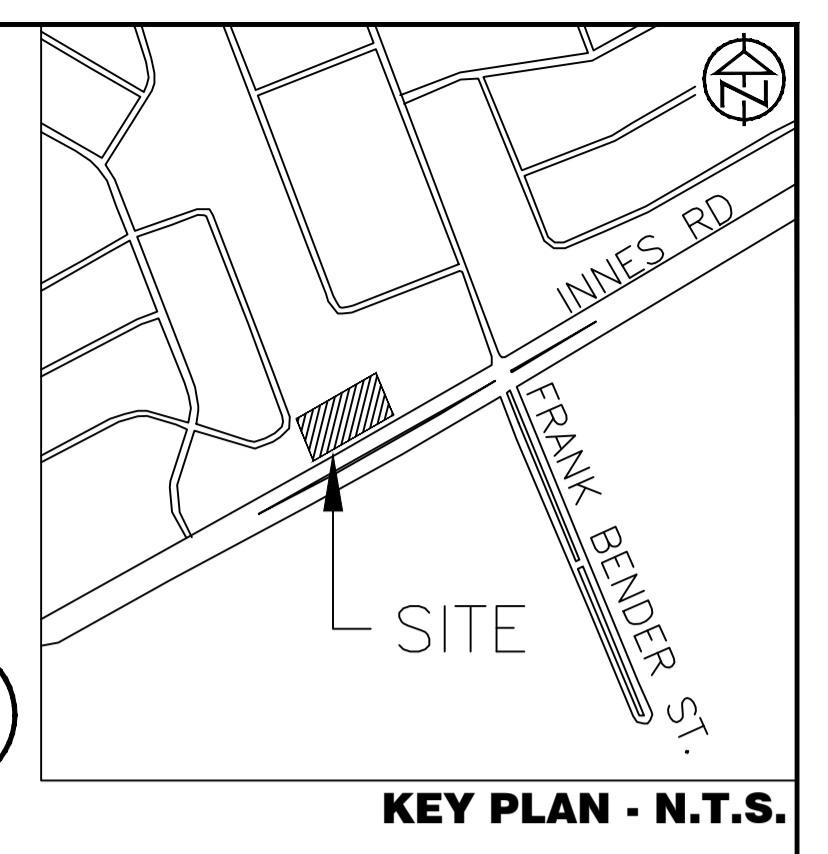 N
INNES RD
FRANK BENDER ST.
SITE
KEY PLAN - N.T.S.